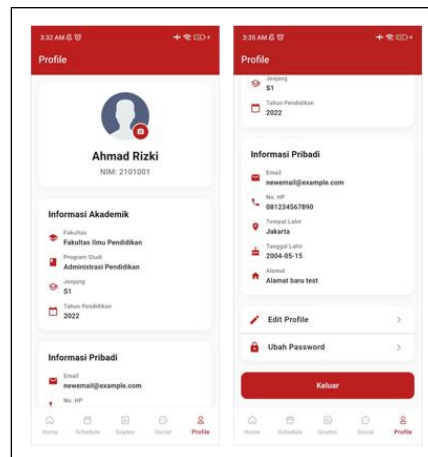 3:32 AM
Profile
Ahmad Rizki
NIM: 2101001
Informasi Akademik
Fakultas
Fakultas Ilmu Pendidikan
Program Studi
Administrasi Pendidikan
Jenjang
S1
Tahun Pendidikan
2022
Informasi Pribadi
Email
newemail@example.com
No. HP
Home Schedule Grades Social Profile
3:35 AM
Profile
Jenjang
S1
Tahun Pendidikan
2022
Informasi Pribadi
Email
newemail@example.com
No. HP
081234567890
Tempat Lahir
Jakarta
Tanggal Lahir
2004-05-15
Alamat
Alamat baru test
Edit Profile
Ubah Password
Keluar
Home Schedule Grades Social Profile